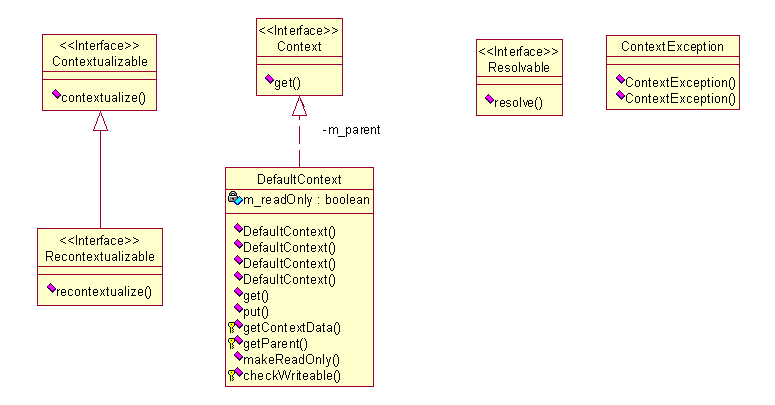 <<Interface>>
Contextualizable
contextualize()
<<Interface>>
Recontextualizable
recontextualize()
<<Interface>>
Context
get()
-m_parent
DefaultContext
m_readOnly : boolean
DefaultContext()
DefaultContext()
DefaultContext()
DefaultContext()
get()
put()
getContextData()
getParent()
makeReadOnly()
checkWriteable()
<<Interface>>
Resolvable
resolve()
ContextException
ContextException()
ContextException()